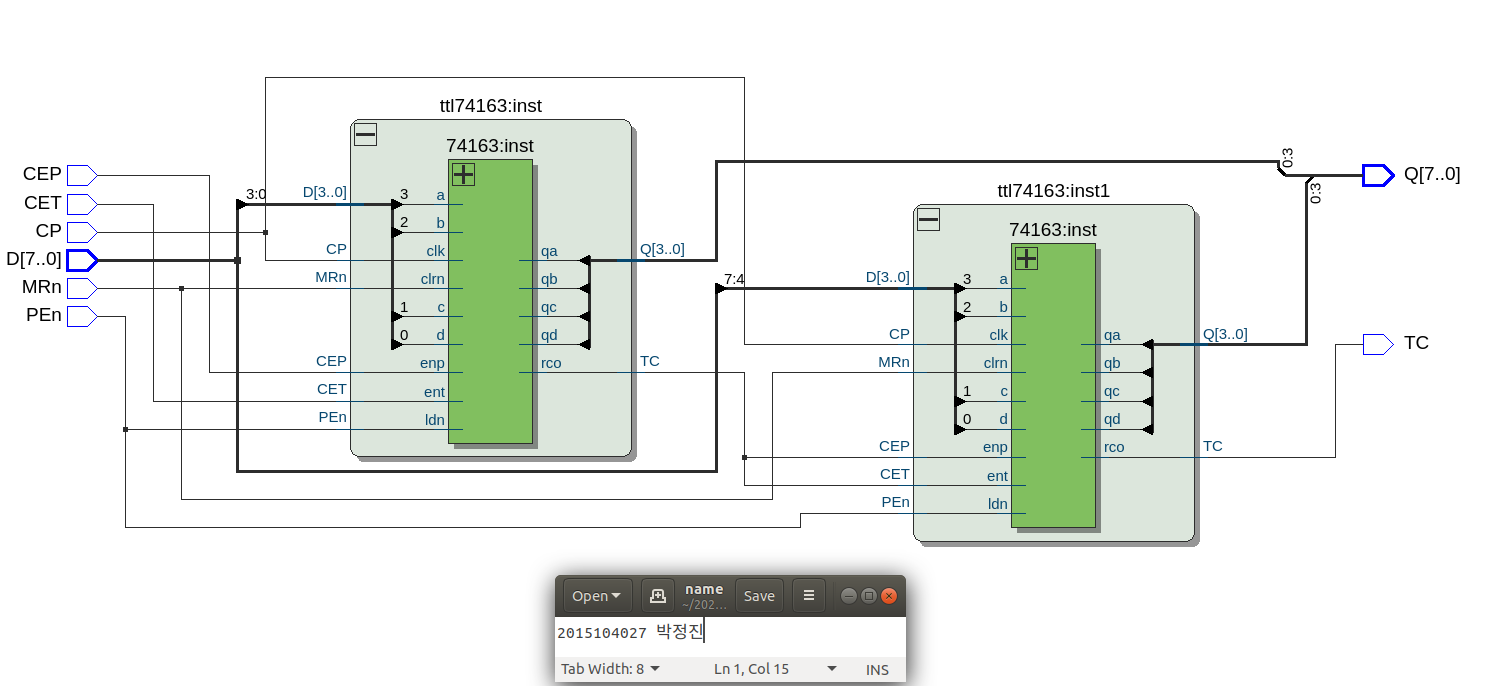 ttl74163:inst
74163:inst
CEP
CET
CP
D[7..0]
MRn
PEn
3:0
D[3..0]
CP
MRn
CEP
CET
PEn
3
2
1
0
a
b
clk
clrn
c
d
enp
ent
ldn
qa
qb
qc
qd
rco
Q[3..0]
TC
ttl74163:inst1
74163:inst
7:4
D[3..0]
CP
MRn
CEP
CET
PEn
3
2
1
0
a
b
clk
clrn
c
d
enp
ent
ldn
qa
qb
qc
qd
rco
Q[3..0]
TC
0:3
0:3
Q[7..0]
TC
Open
name
~/202...
Save
2015104027 박정진
Tab Width: 8
Ln 1, Col 15
INS